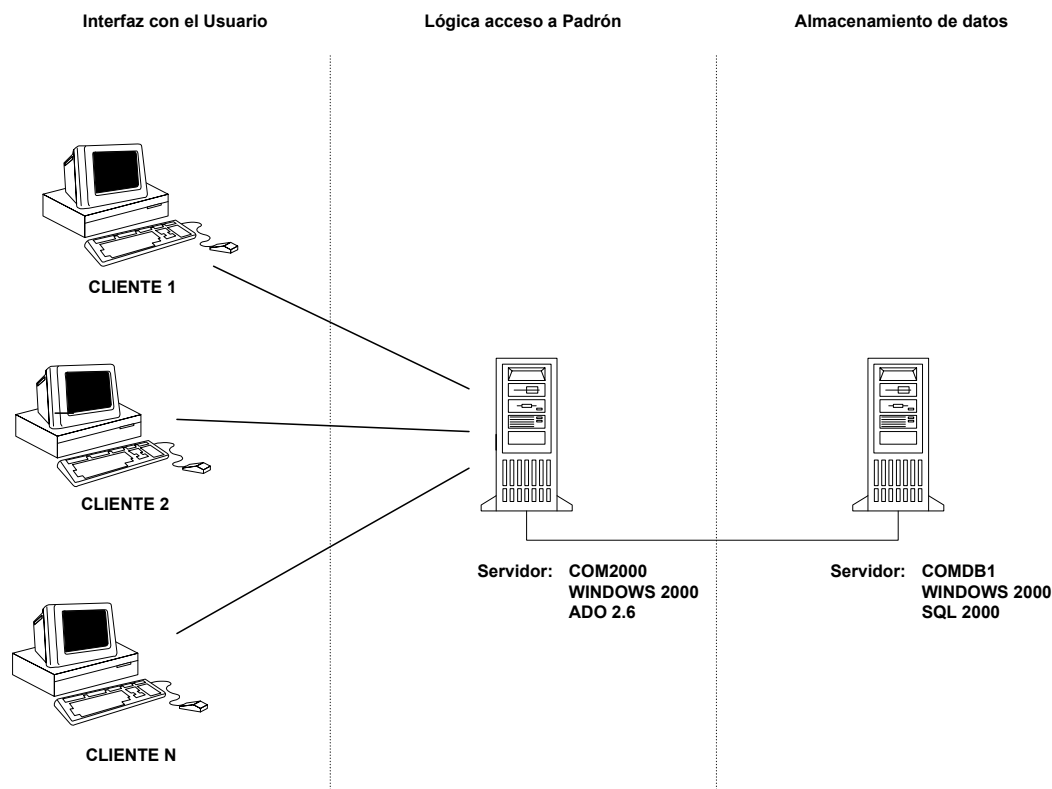 Interfaz con el Usuario
Lógica acceso a Padrón
Almacenamiento de datos
CLIENTE 1
CLIENTE 2
CLIENTE N
Servidor: COM2000
WINDOWS 2000
ADO 2.6
Servidor: COMDB1
WINDOWS 2000
SQL 2000